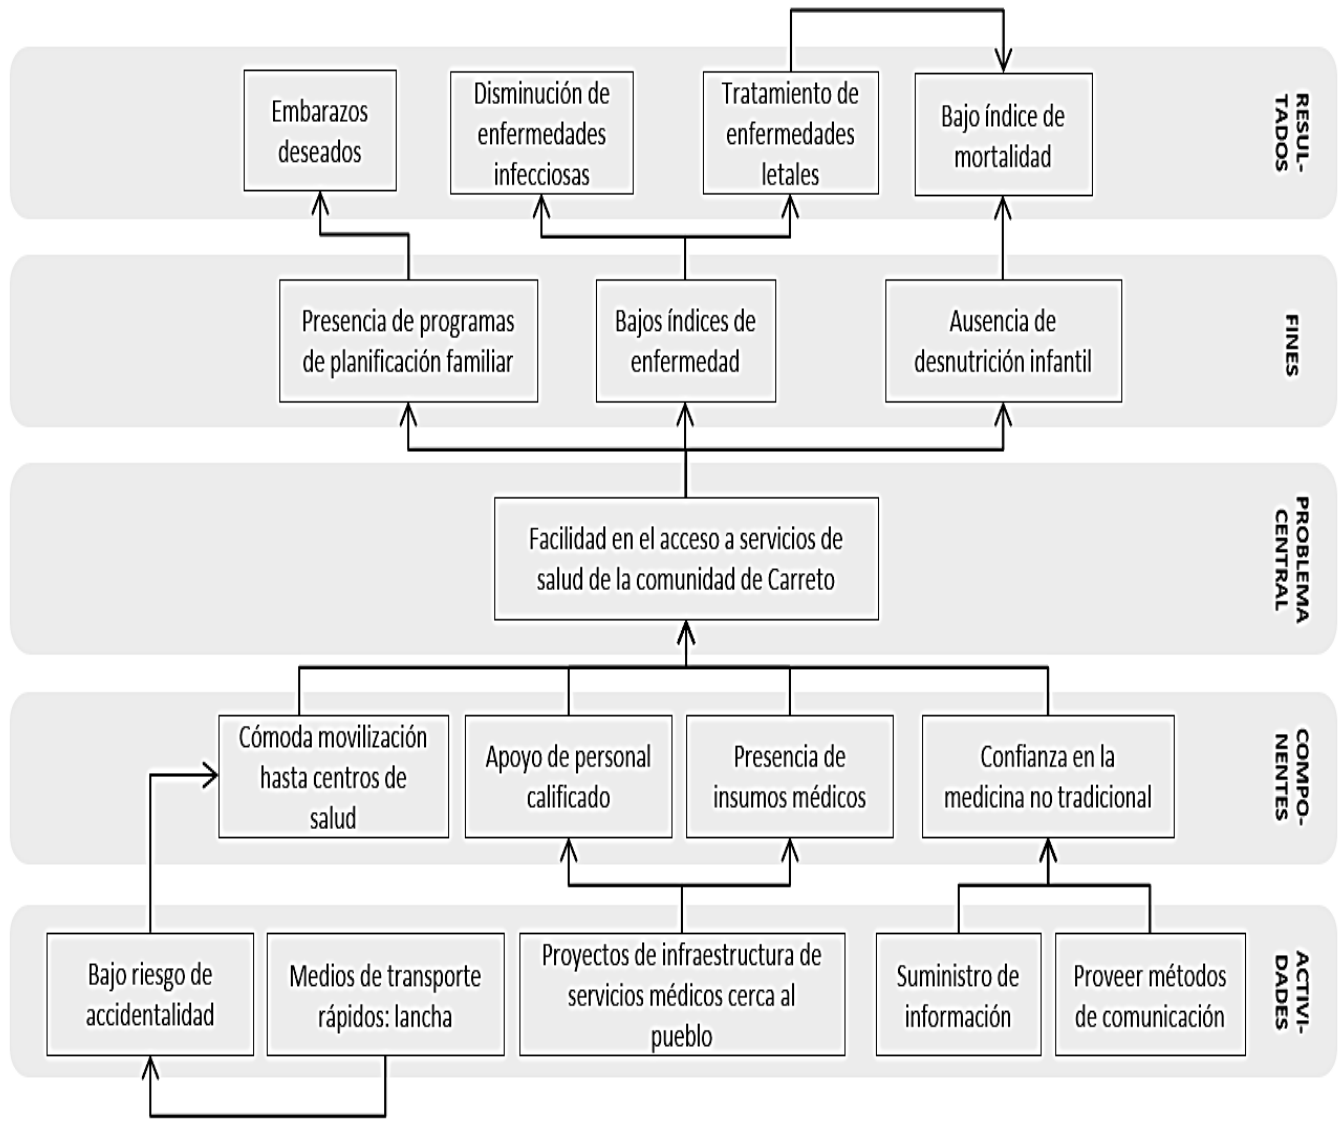 Embarazos
deseados
Disminución de
enfermedades
infecciosas
Tratamiento de
enfermedades
letales
Bajo índice de
mortalidad
RESUL-
TADOS
Presencia de programas
de planificación familiar
Bajos índices de
enfermedad
Ausencia de
desnutrición infantil
FINES
Facilidad en el acceso a servicios de
salud de la comunidad de Carreto
PROBLEMA
CENTRAL
Cómoda movilización
hasta centros de
salud
Apoyo de personal
calificado
Presencia de
insumos médicos
Confianza en la
medicina no tradicional
COMPO-
NENTES
Bajo riesgo de
accidentalidad
Medios de transporte
rápidos: lancha
Proyectos de infraestructura de
servicios médicos cerca al
pueblo
Suministro de
información
Proveer métodos
de comunicación
ACTIVI-
DADES